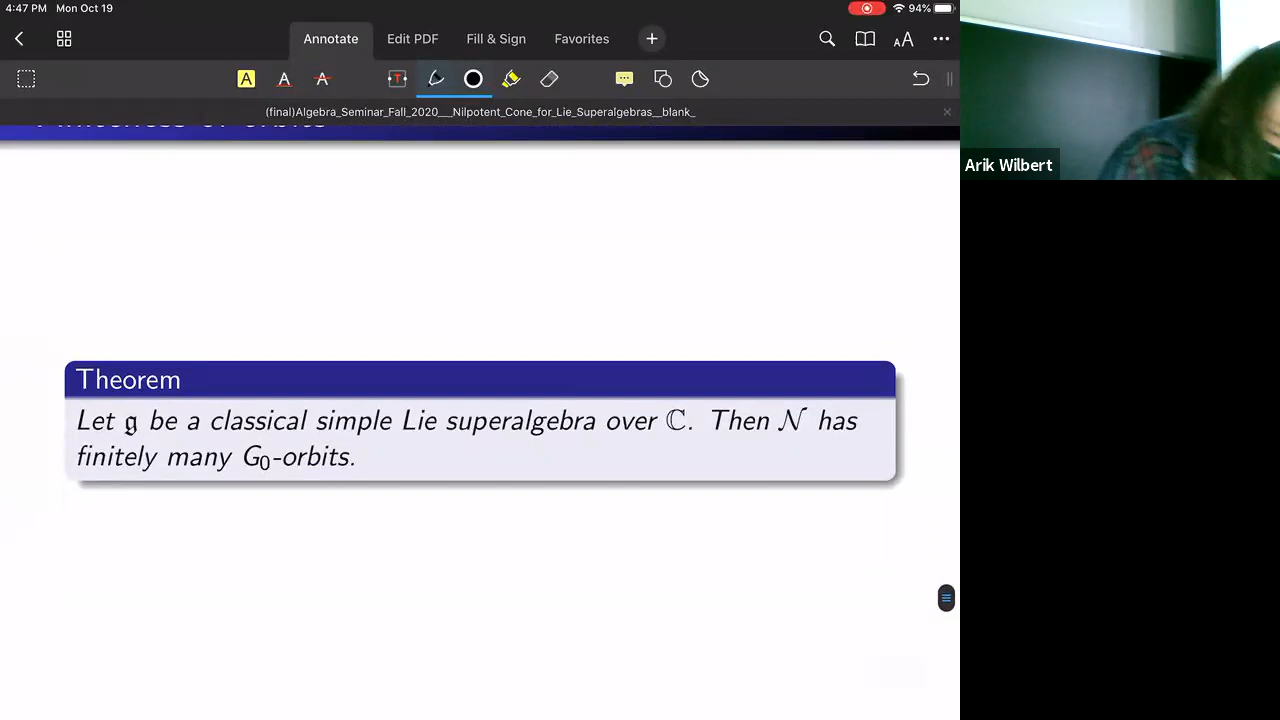 4:47 PM Mon Oct 19
94%
Annotate Edit PDF Fill & Sign Favorites
(final)Algebra_Seminar_Fall_2020___Nilpotent_Cone_for_Lie_Superalgebras__blank_
Arik Wilbert
Theorem
Let 𝔤 be a classical simple Lie superalgebra over ℂ. Then 𝒩 has
finitely many G₀-orbits.